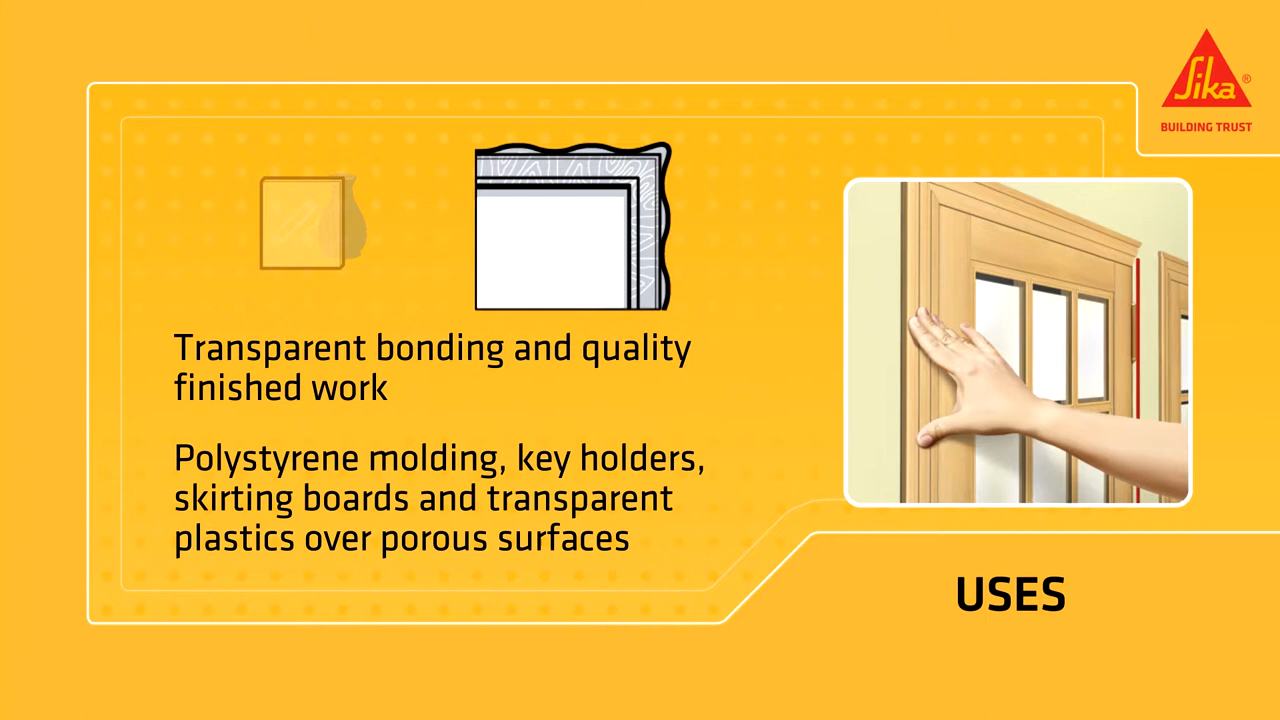 Sika®
BUILDING TRUST
Transparent bonding and quality
finished work
Polystyrene molding, key holders,
skirting boards and transparent
plastics over porous surfaces
USES